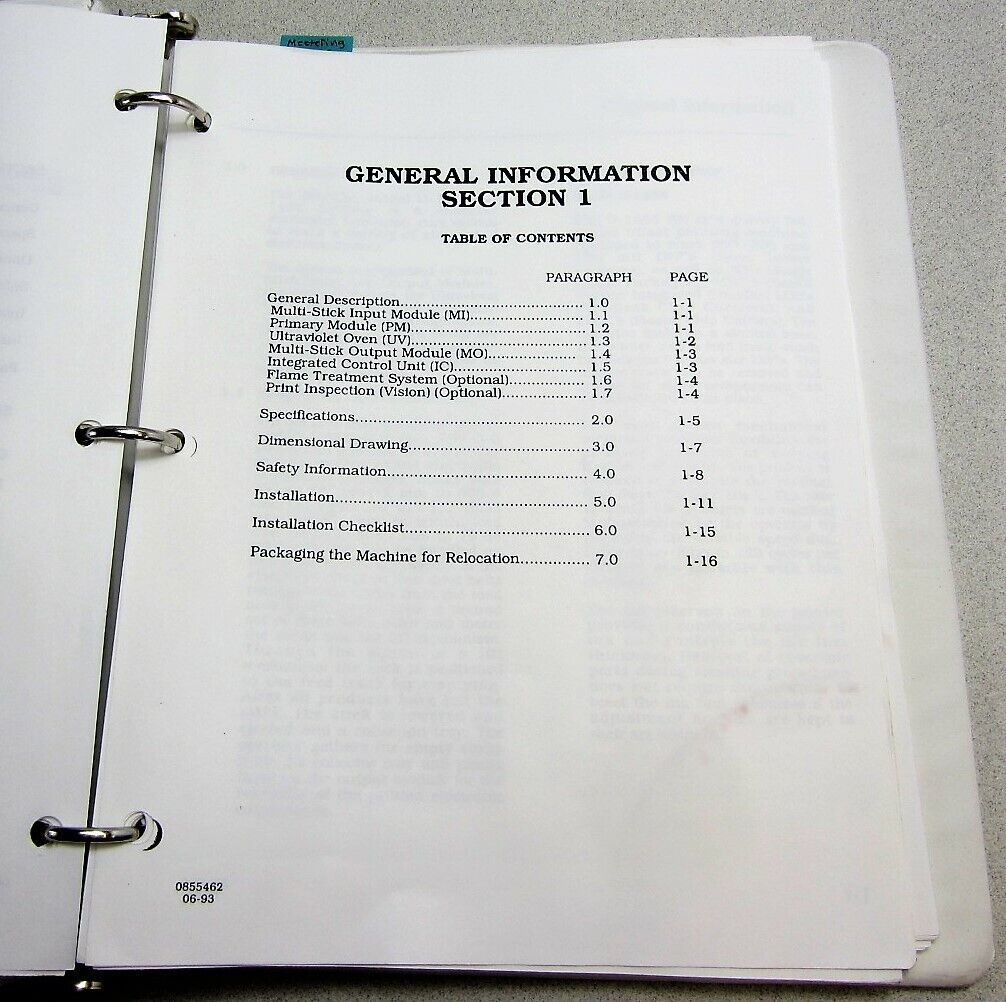 Meetering
GENERAL INFORMATION
SECTION 1
TABLE OF CONTENTS
PARAGRAPH PAGE
General Description.......................................... 1.0 1-1
Multi-Stick Input Module (MI).......................... 1.1 1-1
Primary Module (PM)........................................ 1.2 1-1
Ultraviolet Oven (UV)......................................... 1.3 1-2
Multi-Stick Output Module (MO).................... 1.4 1-3
Integrated Control Unit (IC).............................. 1.5 1-3
Flame Treatment System (Optional)................. 1.6 1-4
Print Inspection (Vision) (Optional)................... 1.7 1-4
Specifications.................................................... 2.0 1-5
Dimensional Drawing......................................... 3.0 1-7
Safety Information.............................................. 4.0 1-8
Installation.......................................................... 5.0 1-11
Installation Checklist.......................................... 6.0 1-15
Packaging the Machine for Relocation................ 7.0 1-16
0855462
06-93